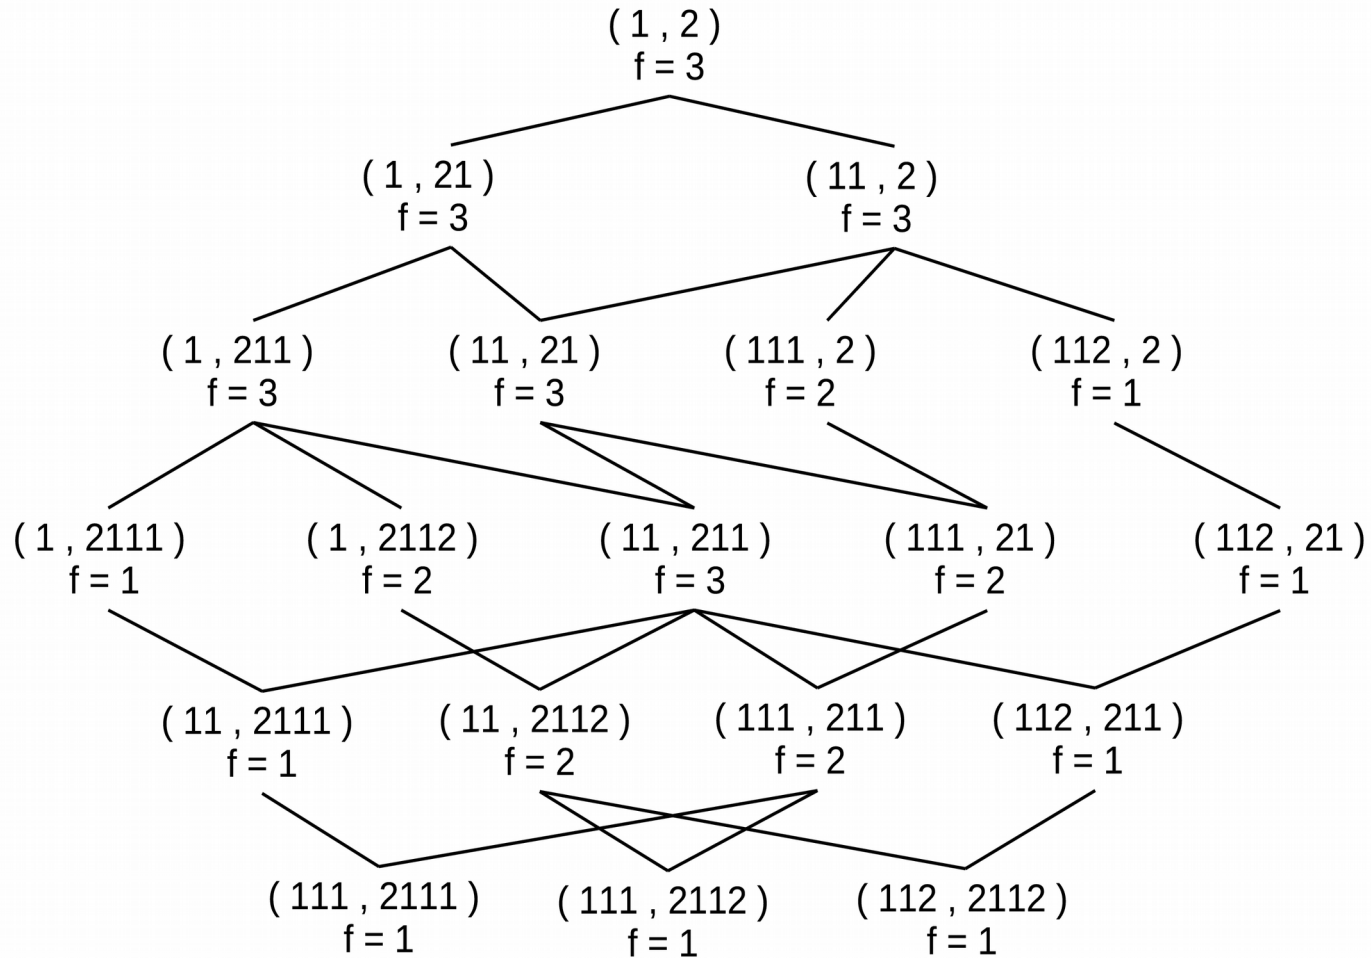 ( 1 , 2 )
f = 3
( 1 , 21 )
f = 3
( 11 , 2 )
f = 3
( 1 , 211 )
f = 3
( 11 , 21 )
f = 3
( 111 , 2 )
f = 2
( 112 , 2 )
f = 1
( 1 , 2111 )
f = 1
( 1 , 2112 )
f = 2
( 11 , 211 )
f = 3
( 111 , 21 )
f = 2
( 112 , 21 )
f = 1
( 11 , 2111 )
f = 1
( 11 , 2112 )
f = 2
( 111 , 211 )
f = 2
( 112 , 211 )
f = 1
( 111 , 2111 )
f = 1
( 111 , 2112 )
f = 1
( 112 , 2112 )
f = 1